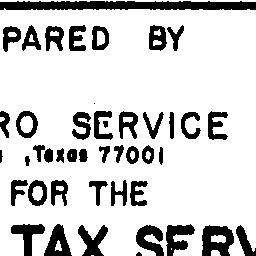 PARED BY
RO SERVICE
, Texas 77001
FOR THE
TAX SERV